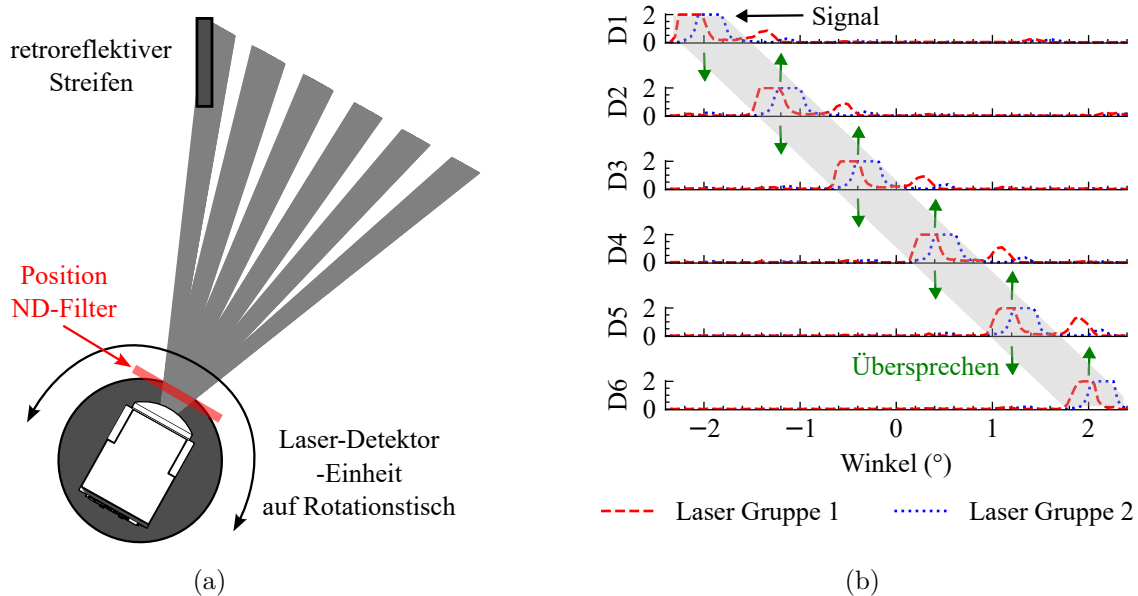 retroreflektiver
Streifen
Position
ND-Filter
Laser-Detektor
-Einheit
auf Rotationstisch
(a)
Signal
D1
2
0
D2
2
0
D3
2
0
D4
2
0
D5
2
0
Übersprechen
D6
2
0
−2 −1 0 1 2
Winkel (°)
Laser Gruppe 1 Laser Gruppe 2
(b)